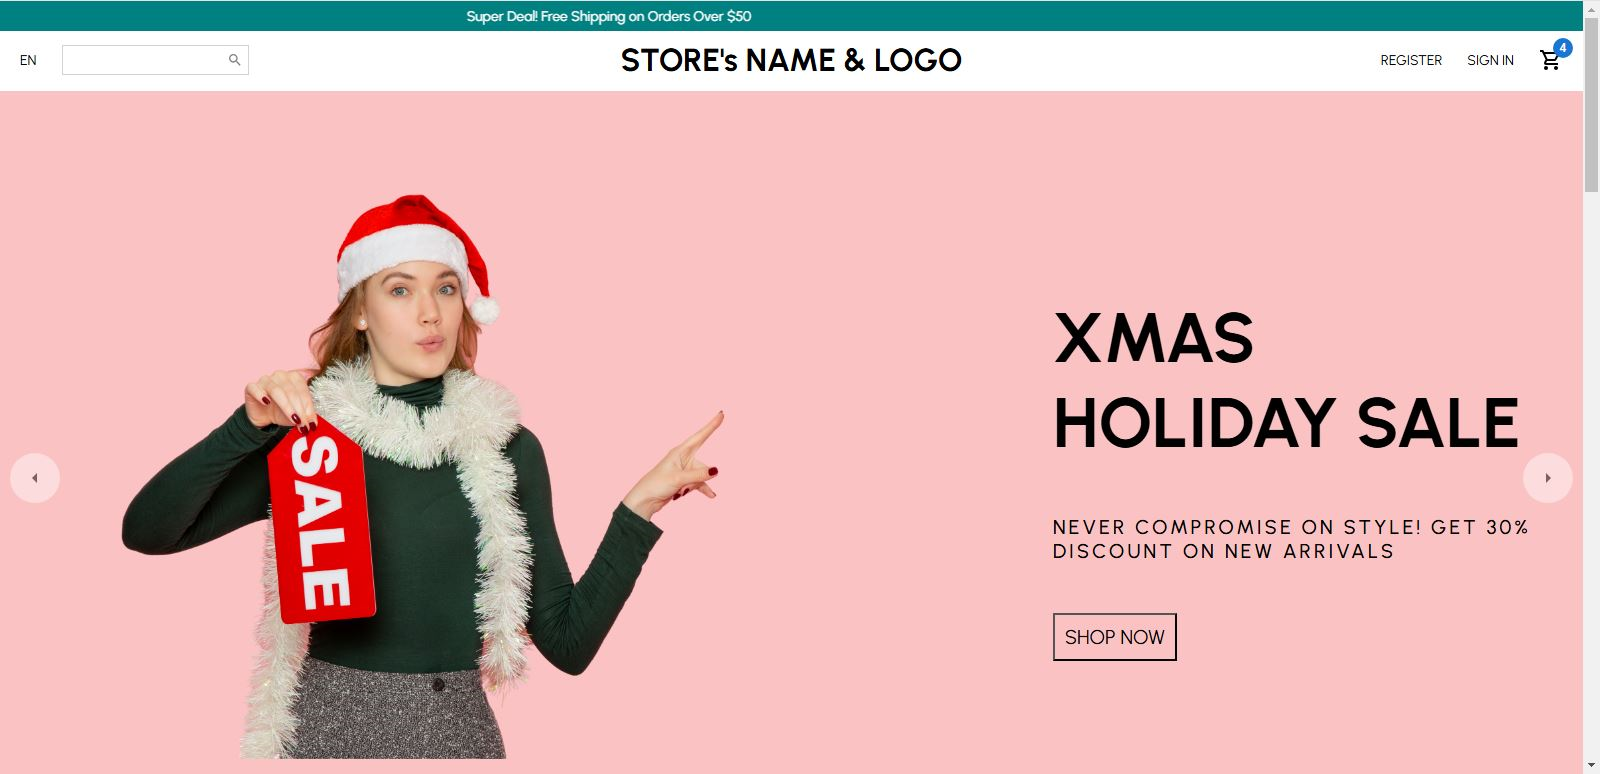 Super Deal! Free Shipping on Orders Over $50
EN
STORE's NAME & LOGO
REGISTER
SIGN IN
4
XMAS
HOLIDAY SALE
SALE
NEVER COMPROMISE ON STYLE! GET 30%
DISCOUNT ON NEW ARRIVALS
SHOP NOW